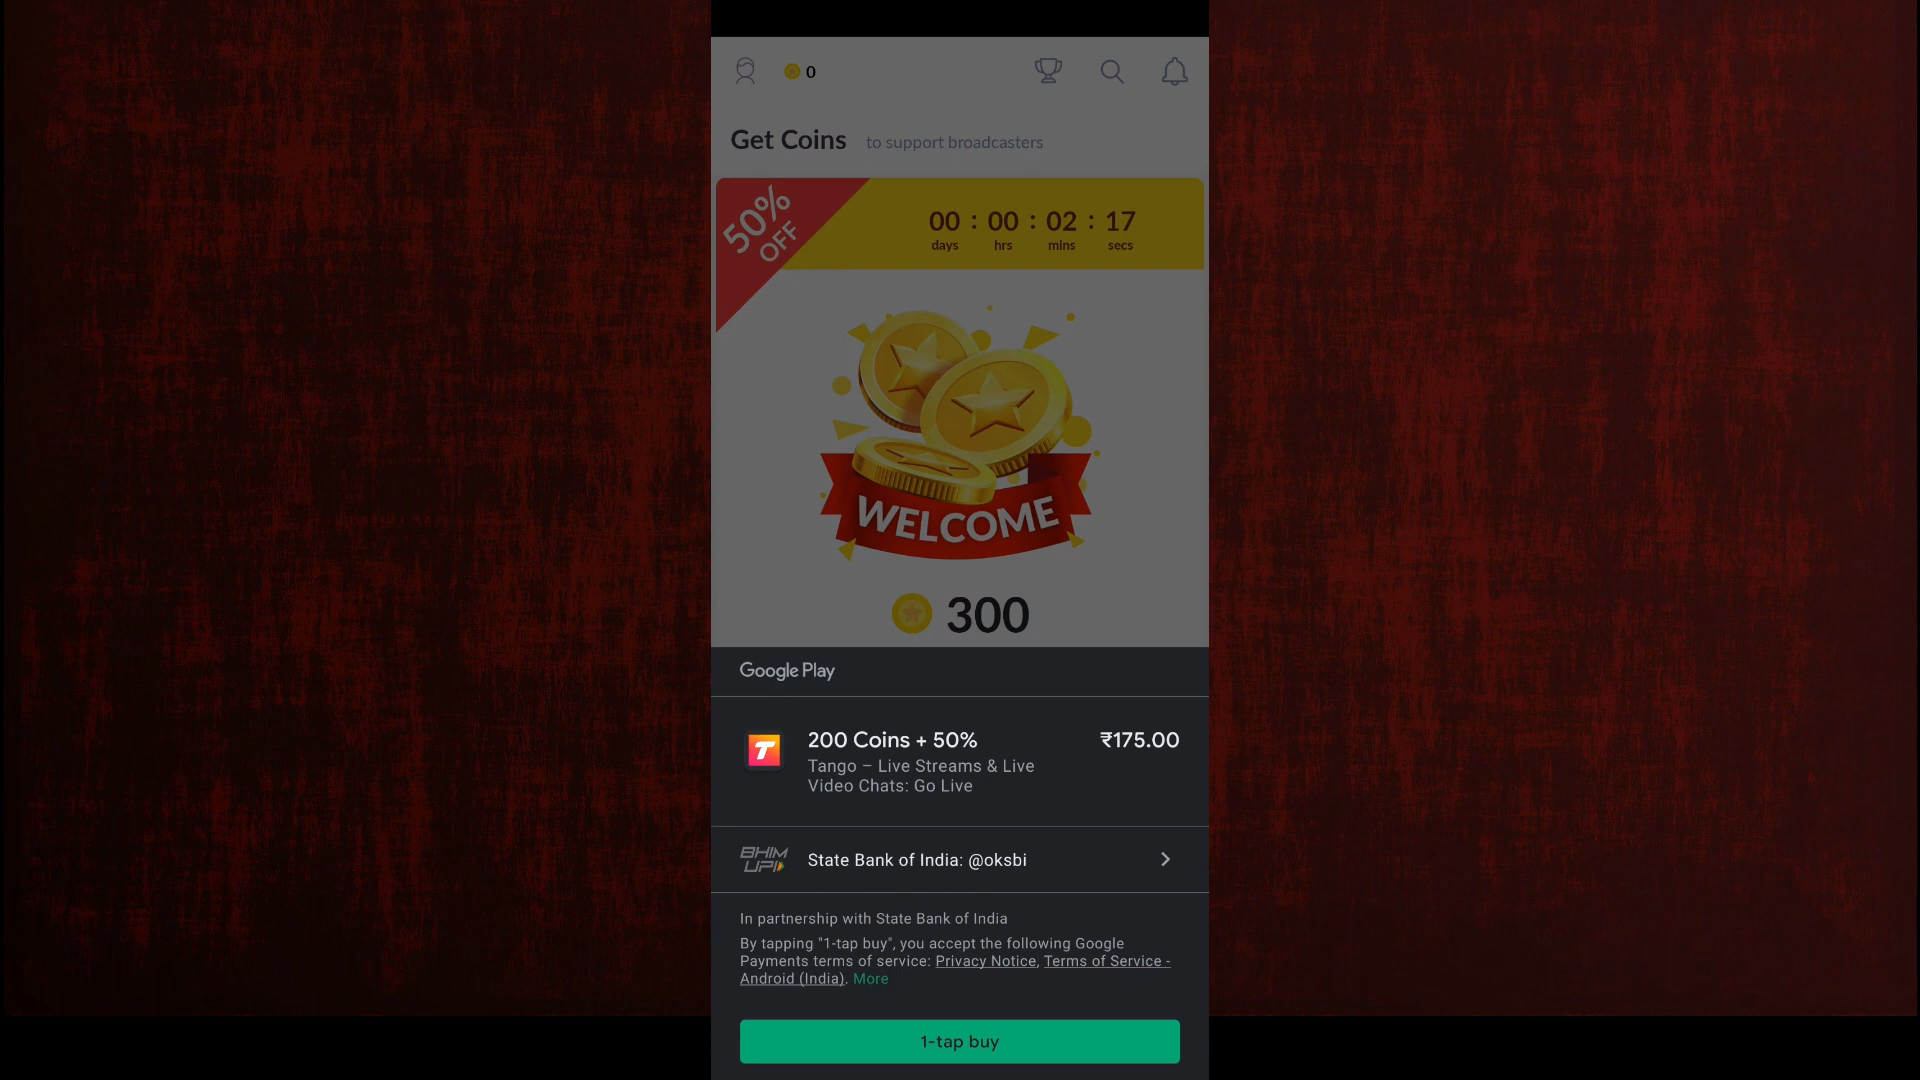 0
Get Coins to support broadcasters
50%
OFF
00 : 00 : 02 : 17
days hrs mins secs
WELCOME
300
Google Play
T
200 Coins + 50% ₹175.00
Tango – Live Streams & Live
Video Chats: Go Live
BHIM
UPI
State Bank of India: @oksbi
In partnership with State Bank of India
By tapping "1-tap buy", you accept the following Google
Payments terms of service: Privacy Notice, Terms of Service -
Android (India). More
1-tap buy